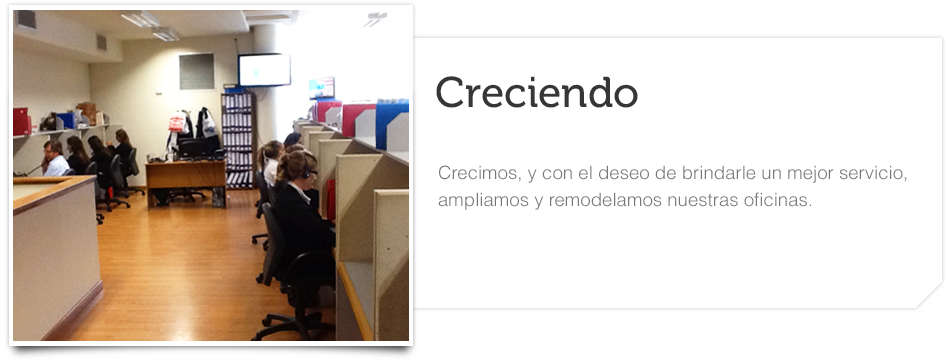 Creciendo
Crecimos, y con el deseo de brindarle un mejor servicio,
ampliamos y remodelamos nuestras oficinas.